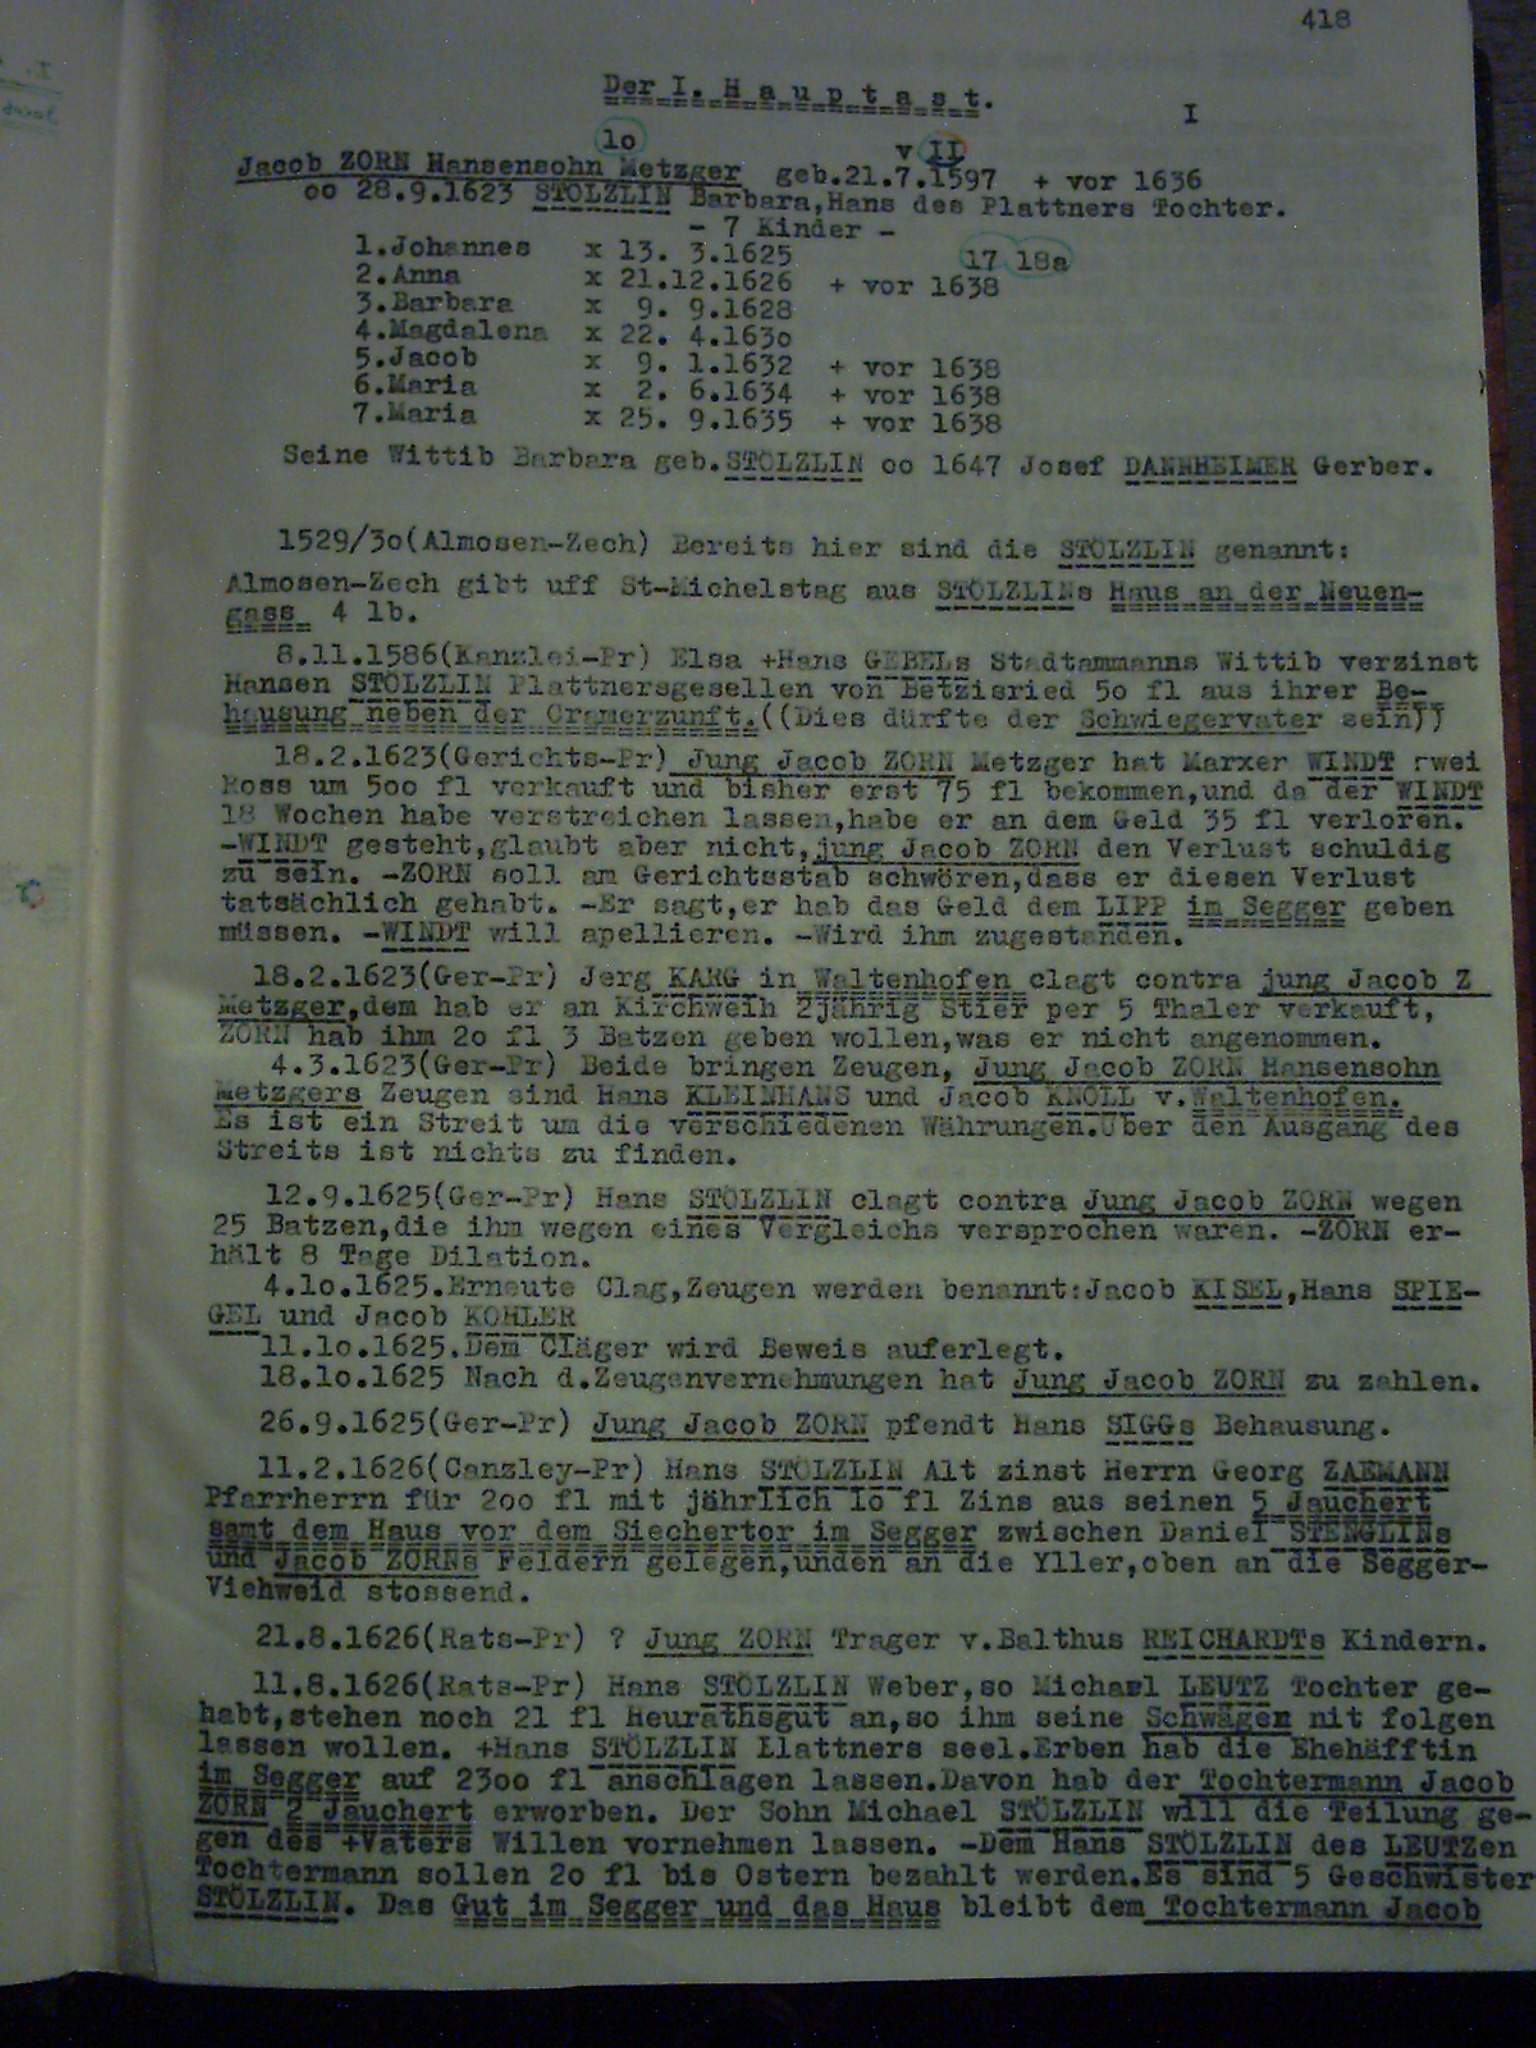 418
Der I. H a u p t a s t.
I
1o
v II
Jacob ZORN Hansensohn Metzger geb.21.7.1597 + vor 1636
oo 28.9.1623 STÖLZLIN Barbara,Hans des Plattners Tochter.
- 7 Kinder -
1.Johannes x 13. 3.1625 17 18a
2.Anna x 21.12.1626 + vor 1638
3.Barbara x 9. 9.1628
4.Magdalena x 22. 4.163o
5.Jacob x 9. 1.1632 + vor 1638
6.Maria x 2. 6.1634 + vor 1638
7.Maria x 25. 9.1635 + vor 1638
Seine Wittib Barbara geb.STÖLZLIN oo 1647 Josef DANNHEIMER Gerber.
1529/3o(Almosen-Zech) Bereits hier sind die STÖLZLIN genannt:
Almosen-Zech gibt uff St-Michelstag aus STÖLZLINs Haus an der Neuen-
gass 4 lb.
8.11.1586(Kanzlei-Pr) Elsa +Hans GEBELs Stadtammanns Wittib verzinst
Hansen STÖLZLIN Plattnersgesellen von Betzisried 5o fl aus ihrer Be-
hausung neben der Cramerzunft.((Dies dürfte der Schwiegervater sein))
18.2.1623(Gerichts-Pr) Jung Jacob ZORN Metzger hat Marxer WINDT rwei
Ross um 5oo fl verkauft und bisher erst 75 fl bekommen,und da der WINDT
18 Wochen habe verstreichen lassen,habe er an dem Geld 35 fl verloren.
-WINDT gesteht,glaubt aber nicht,jung Jacob ZORN den Verlust schuldig
zu sein. -ZORN soll am Gerichtsstab schwören,dass er diesen Verlust
tatsächlich gehabt. -Er sagt,er hab das Geld dem LIPP im Segger geben
müssen. -WINDT will apellieren. -Wird ihm zugestanden.
18.2.1623(Ger-Pr) Jerg KARG in Waltenhofen clagt contra jung Jacob Z
Metzger,dem hab er an Kirchweih 2jährig Stier per 5 Thaler verkauft,
ZORN hab ihm 2o fl 3 Batzen geben wollen,was er nicht angenommen.
4.3.1623(Ger-Pr) Beide bringen Zeugen, Jung Jacob ZORN Hansensohn
Metzgers Zeugen sind Hans KLEINHANS und Jacob KNOLL v.Waltenhofen.
Es ist ein Streit um die verschiedenen Währungen.Über den Ausgang des
Streits ist nichts zu finden.
12.9.1625(Ger-Pr) Hans STÖLZLIN clagt contra Jung Jacob ZORN wegen
25 Batzen,die ihm wegen eines Vergleichs versprochen waren. -ZORN er-
hält 8 Tage Dilation.
4.1o.1625.Erneute Clag,Zeugen werden benannt:Jacob KISEL,Hans SPIE-
GEL und Jacob KOHLER
11.1o.1625.Dem Cläger wird Beweis auferlegt.
18.1o.1625 Nach d.Zeugenvernehmungen hat Jung Jacob ZORN zu zahlen.
26.9.1625(Ger-Pr) Jung Jacob ZORN pfendt Hans SIGGs Behausung.
11.2.1626(Canzley-Pr) Hans STÖLZLIN Alt zinst Herrn Georg ZAEMANN
Pfarrherrn für 2oo fl mit jährlich 1o fl Zins aus seinen 5 Jauchert
samt dem Haus vor dem Siechertor im Segger zwischen Daniel STENGLINs
und Jacob ZORNs Feldern gelegen,unden an die Yller,oben an die Segger-
Viehweid stossend.
21.8.1626(Rats-Pr) ? Jung ZORN Trager v.Balthus REICHARDTs Kindern.
11.8.1626(Rats-Pr) Hans STÖLZLIN Weber,so Michael LEUTZ Tochter ge-
habt,stehen noch 21 fl Heurathsgut an,so ihm seine Schwäger nit folgen
lassen wollen. +Hans STÖLZLIN Llattners seel.Erben hab die Ehehäfftin
im Segger auf 23oo fl anschlagen lassen.Davon hab der Tochtermann Jacob
ZORN 2 Jauchert erworben. Der Sohn Michael STÖLZLIN will die Teilung ge-
gen des +Vaters Willen vornehmen lassen. -Dem Hans STÖLZLIN des LEUTZen
Tochtermann sollen 2o fl bis Ostern bezahlt werden.Es sind 5 Geschwister
STÖLZLIN. Das Gut im Segger und das Haus bleibt dem Tochtermann Jacob